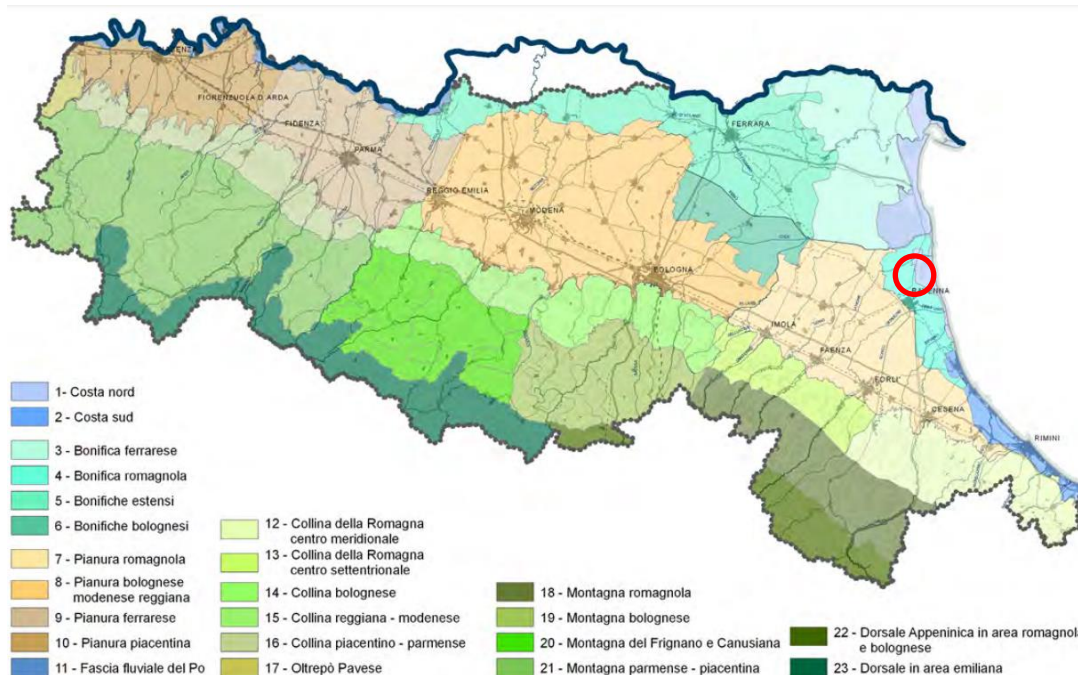 FIORENZUOLA D'ARDA
FIDENZA
PARMA
REGGIO EMILIA
MODENA
BOLOGNA
FERRARA
RAVENNA
IMOLA
FAENZA
FORLI'
CESENA
RIMINI
1- Costa nord
2 - Costa sud
3 - Bonifica ferrarese
4 - Bonifica romagnola
5 - Bonifiche estensi
6 - Bonifiche bolognesi
7 - Pianura romagnola
8 - Pianura bolognese
modenese reggiana
9 - Pianura ferrarese
10 - Pianura piacentina
11 - Fascia fluviale del Po
12 - Collina della Romagna
centro meridionale
13 - Collina della Romagna
centro settentrionale
14 - Collina bolognese
15 - Collina reggiana - modenese
16 - Collina piacentino - parmense
17 - Oltrepò Pavese
18 - Montagna romagnola
19 - Montagna bolognese
20 - Montagna del Frignano e Canusiana
21 - Montagna parmense - piacentina
22 - Dorsale Appeninica in area romagnola
e bolognese
23 - Dorsale in area emiliana